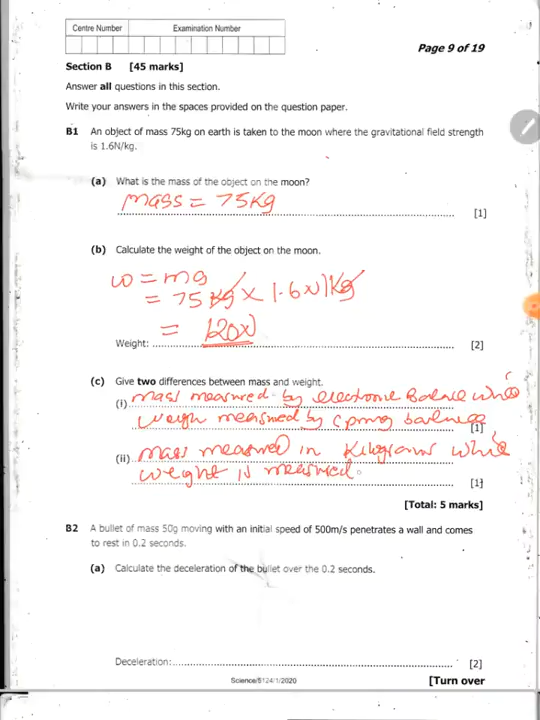 Centre Number Examination Number
Page 9 of 19
Section B [45 marks]
Answer all questions in this section.
Write your answers in the spaces provided on the question paper.
B1 An object of mass 75kg on earth is taken to the moon where the gravitational field strength
is 1.6N/kg.
(a) What is the mass of the object on the moon?
mass = 75kg
[1]
(b) Calculate the weight of the object on the moon.
w = mg
= 75 kg x 1.6N/kg
= 120N
Weight: [2]
(c) Give two differences between mass and weight.
(i) mass measured by electronic Balance while
weigh measured by spring balance [1]
(ii) mass measured in kilograms while
weight is measured. [1]
[Total: 5 marks]
B2 A bullet of mass 50g moving with an initial speed of 500m/s penetrates a wall and comes
to rest in 0.2 seconds.
(a) Calculate the deceleration of the bullet over the 0.2 seconds.
Deceleration: [2]
Science/5124/1/2020 [Turn over